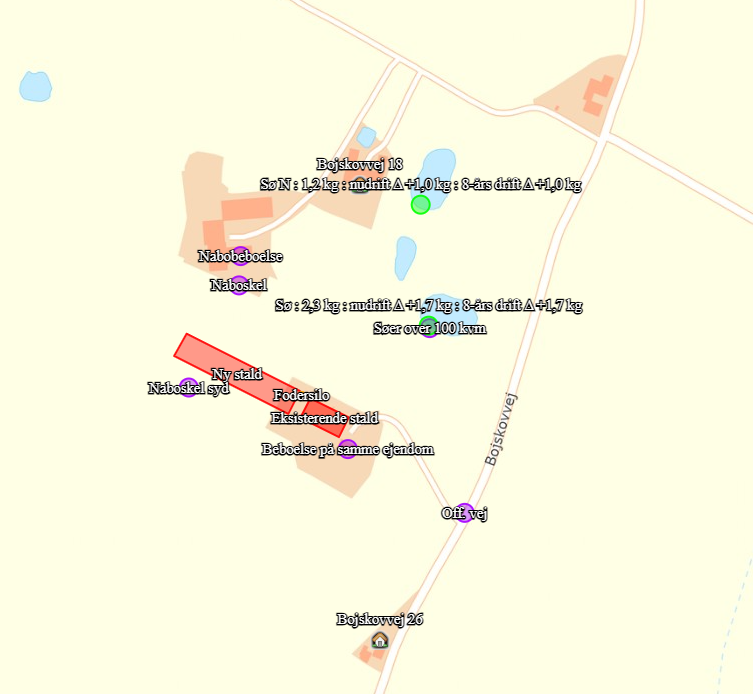 Bojskovvej 18
Sø N : 1,2 kg : nudrift Δ +1,0 kg : 8-års drift Δ +1,0 kg
Nabobeboelse
Naboskel
Sø : 2,3 kg : nudrift Δ +1,7 kg : 8-års drift Δ +1,7 kg
Søer over 100 kvm
Ny stald
Naboskel syd
Fodersilo
Eksisterende stald
Bojskovvej
Beboelse på samme ejendom
Off. vej
Bojskovvej 26